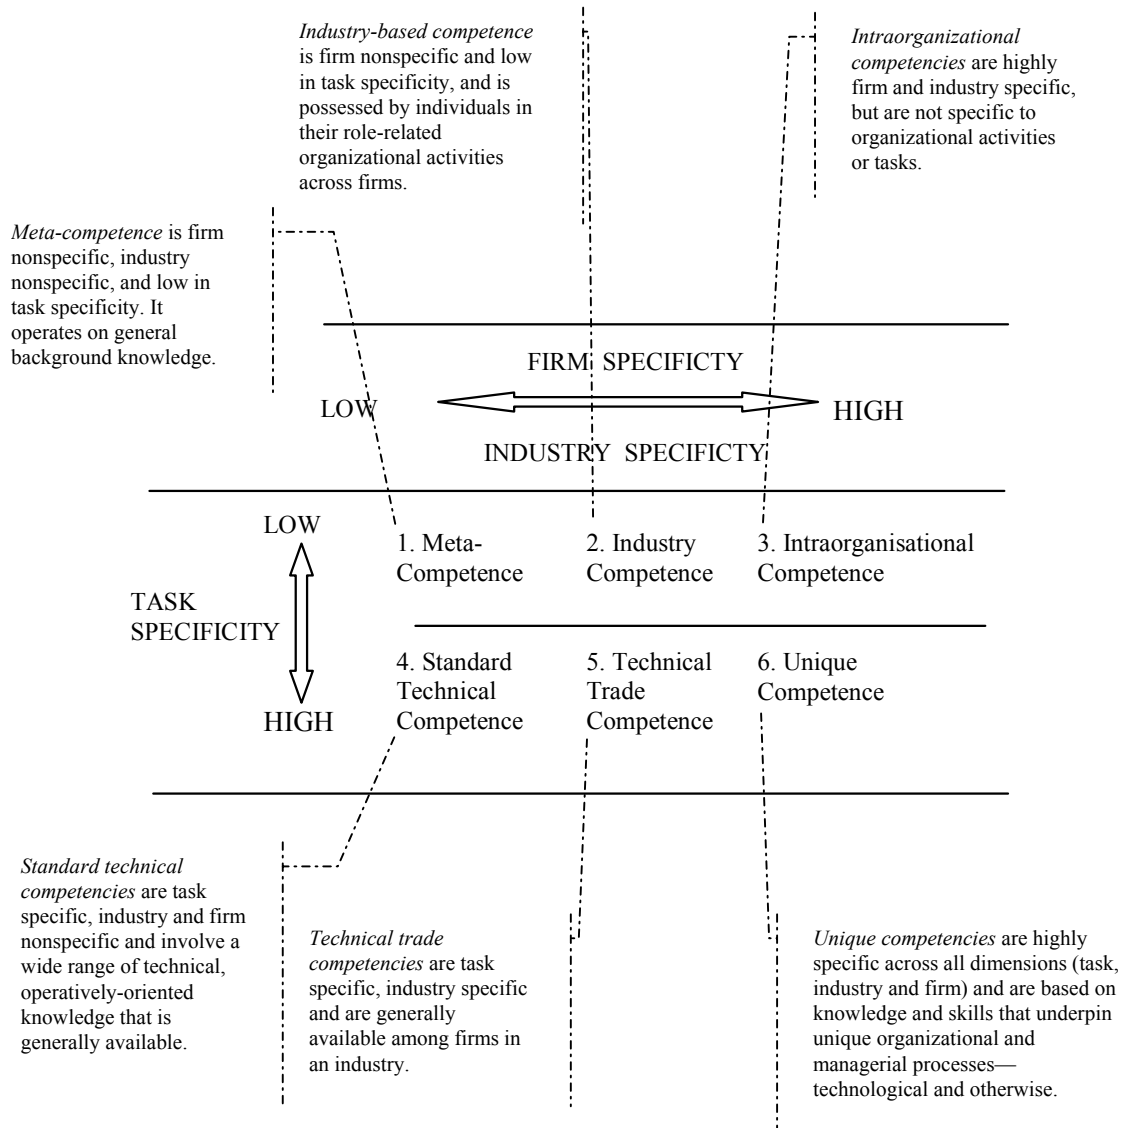 Industry-based competence
is firm nonspecific and low
in task specificity, and is
possessed by individuals in
their role-related
organizational activities
across firms.
Intraorganizational
competencies are highly
firm and industry specific,
but are not specific to
organizational activities
or tasks.
Meta-competence is firm
nonspecific, industry
nonspecific, and low in
task specificity. It
operates on general
background knowledge.
FIRM SPECIFICTY
LOW
HIGH
INDUSTRY SPECIFICTY
LOW
TASK
SPECIFICITY
HIGH
1. Meta-
Competence
2. Industry
Competence
3. Intraorganisational
Competence
4. Standard
Technical
Competence
5. Technical
Trade
Competence
6. Unique
Competence
Standard technical
competencies are task
specific, industry and firm
nonspecific and involve a
wide range of technical,
operatively-oriented
knowledge that is
generally available.
Technical trade
competencies are task
specific, industry specific
and are generally
available among firms in
an industry.
Unique competencies are highly
specific across all dimensions (task,
industry and firm) and are based on
knowledge and skills that underpin
unique organizational and
managerial processes—
technological and otherwise.